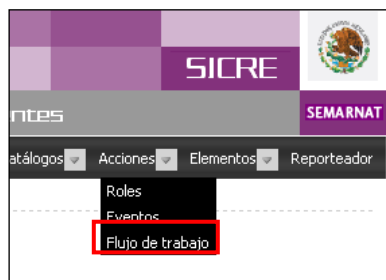 SICRE
ntes
SEMARNAT
atálogos Acciones Elementos Reporteador
Roles
Eventos
Flujo de trabajo